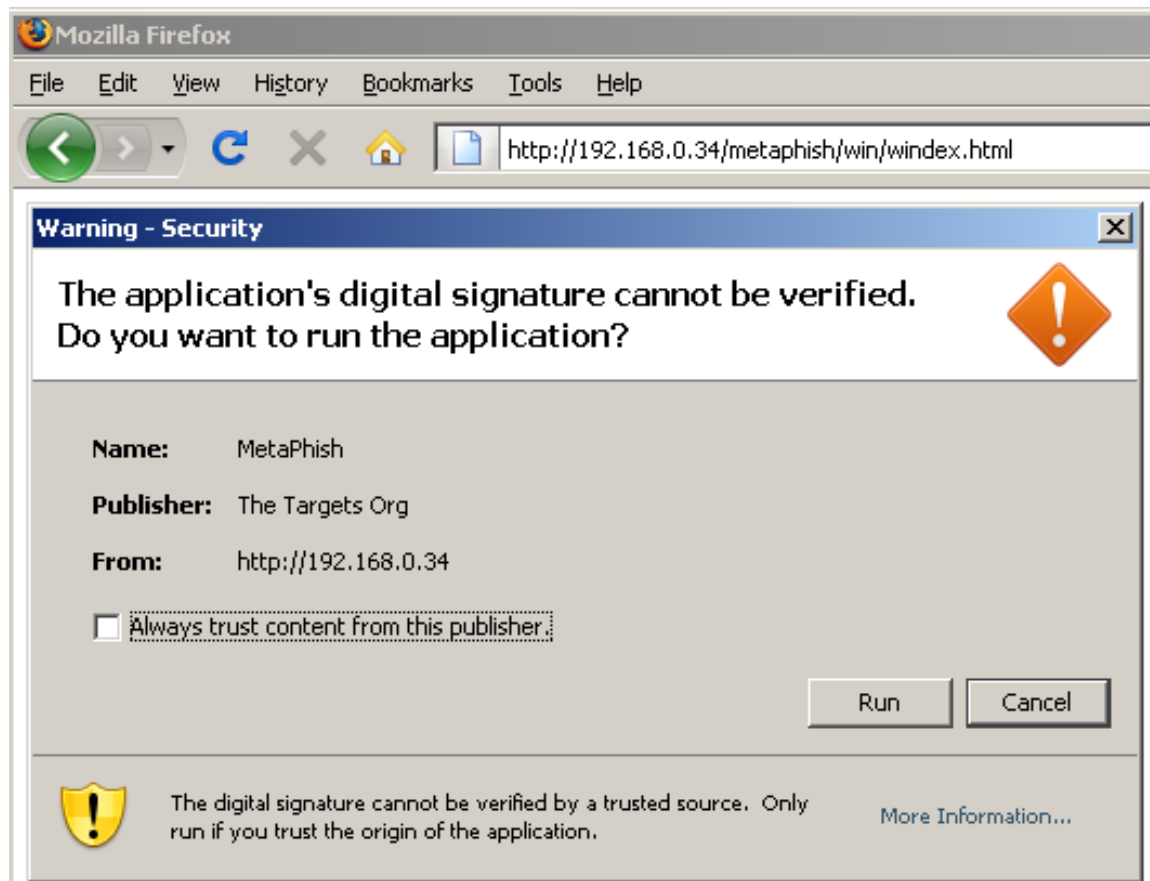 Mozilla Firefox
File Edit View History Bookmarks Tools Help
http://192.168.0.34/metaphish/win/windex.html
Warning - Security
The application's digital signature cannot be verified.
Do you want to run the application?
Name: MetaPhish
Publisher: The Targets Org
From: http://192.168.0.34
Always trust content from this publisher.
Run Cancel
The digital signature cannot be verified by a trusted source. Only
run if you trust the origin of the application.
More Information...